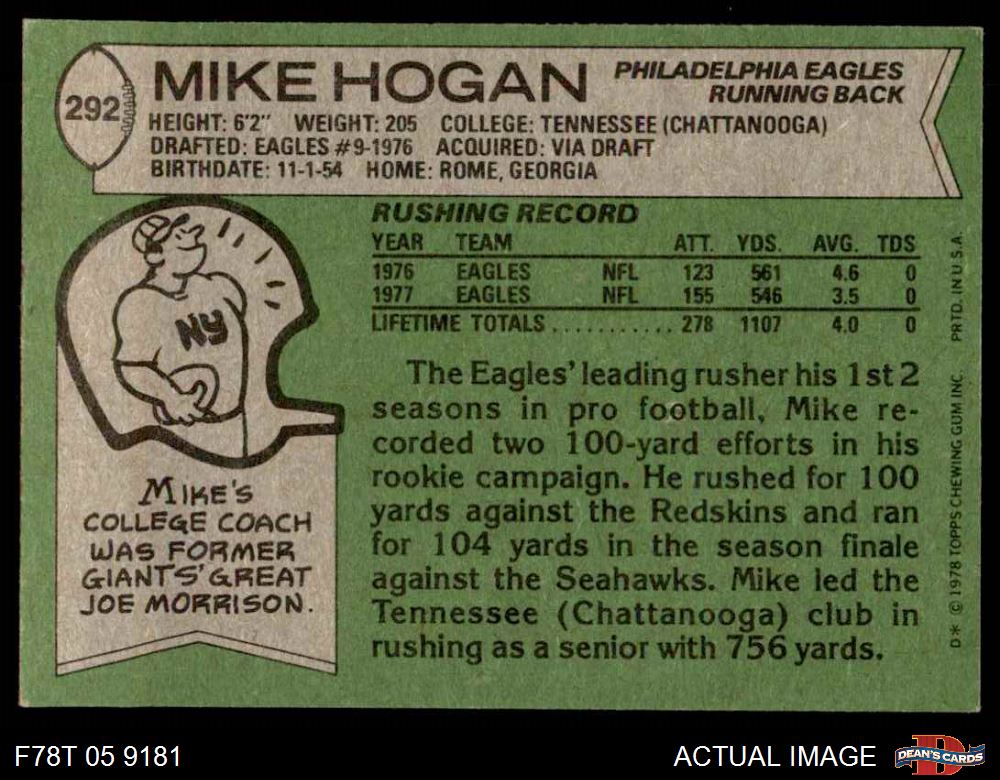 292
MIKE HOGAN
PHILADELPHIA EAGLES
RUNNING BACK
HEIGHT: 6'2" WEIGHT: 205 COLLEGE: TENNESSEE (CHATTANOOGA)
DRAFTED: EAGLES #9-1976 ACQUIRED: VIA DRAFT
BIRTHDATE: 11-1-54 HOME: ROME, GEORGIA
RUSHING RECORD
YEAR TEAM ATT. YDS. AVG. TDS
1976 EAGLES NFL 123 561 4.6 0
1977 EAGLES NFL 155 546 3.5 0
LIFETIME TOTALS ........... 278 1107 4.0 0
NY
MIKE'S
COLLEGE COACH
WAS FORMER
GIANTS' GREAT
JOE MORRISON.
The Eagles' leading rusher his 1st 2
seasons in pro football, Mike re-
corded two 100-yard efforts in his
rookie campaign. He rushed for 100
yards against the Redskins and ran
for 104 yards in the season finale
against the Seahawks. Mike led the
Tennessee (Chattanooga) club in
rushing as a senior with 756 yards.
D* © 1978 TOPPS CHEWING GUM INC. PRTD. IN U.S.A.
F78T 05 9181
ACTUAL IMAGE
D
DEAN'S CARDS